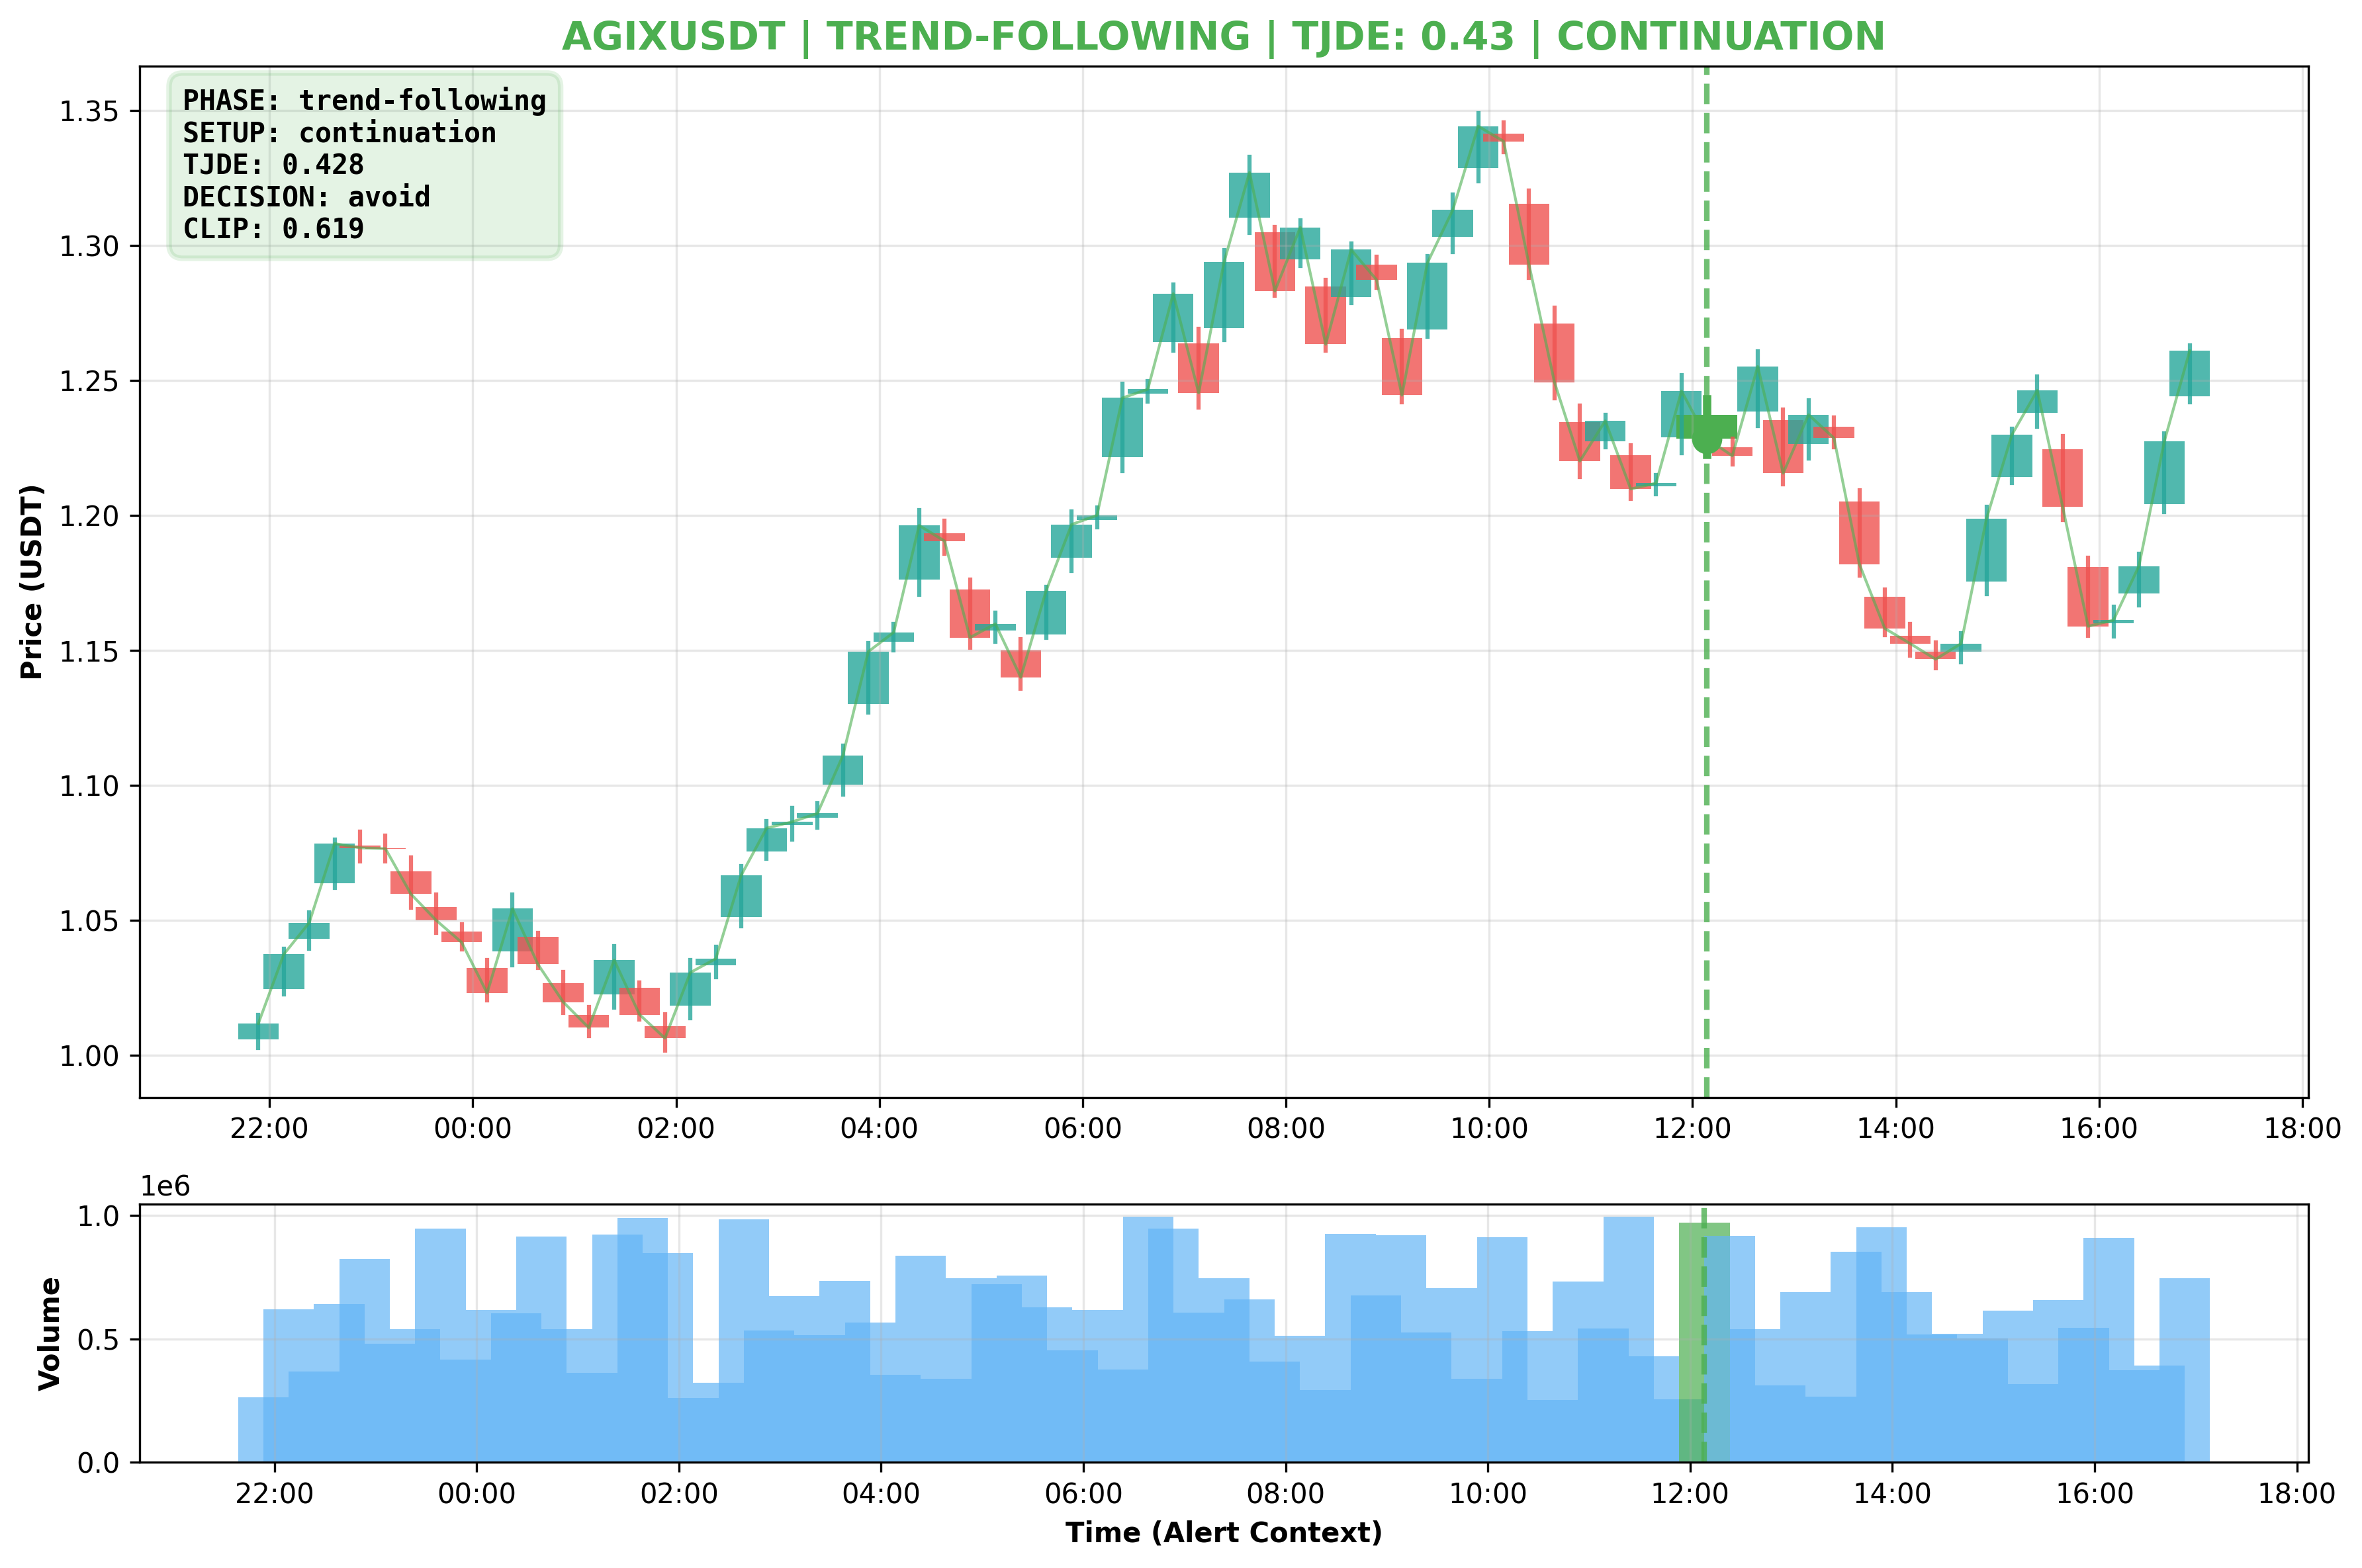 AGIXUSDT | TREND-FOLLOWING | TJDE: 0.43 | CONTINUATION
PHASE: trend-following
SETUP: continuation
TJDE: 0.428
DECISION: avoid
CLIP: 0.619
Price (USDT)
1.35
1.30
1.25
1.20
1.15
1.10
1.05
1.00
22:00 00:00 02:00 04:00 06:00 08:00 10:00 12:00 14:00 16:00 18:00
1e6
Volume
1.0
0.5
0.0
22:00 00:00 02:00 04:00 06:00 08:00 10:00 12:00 14:00 16:00 18:00
Time (Alert Context)